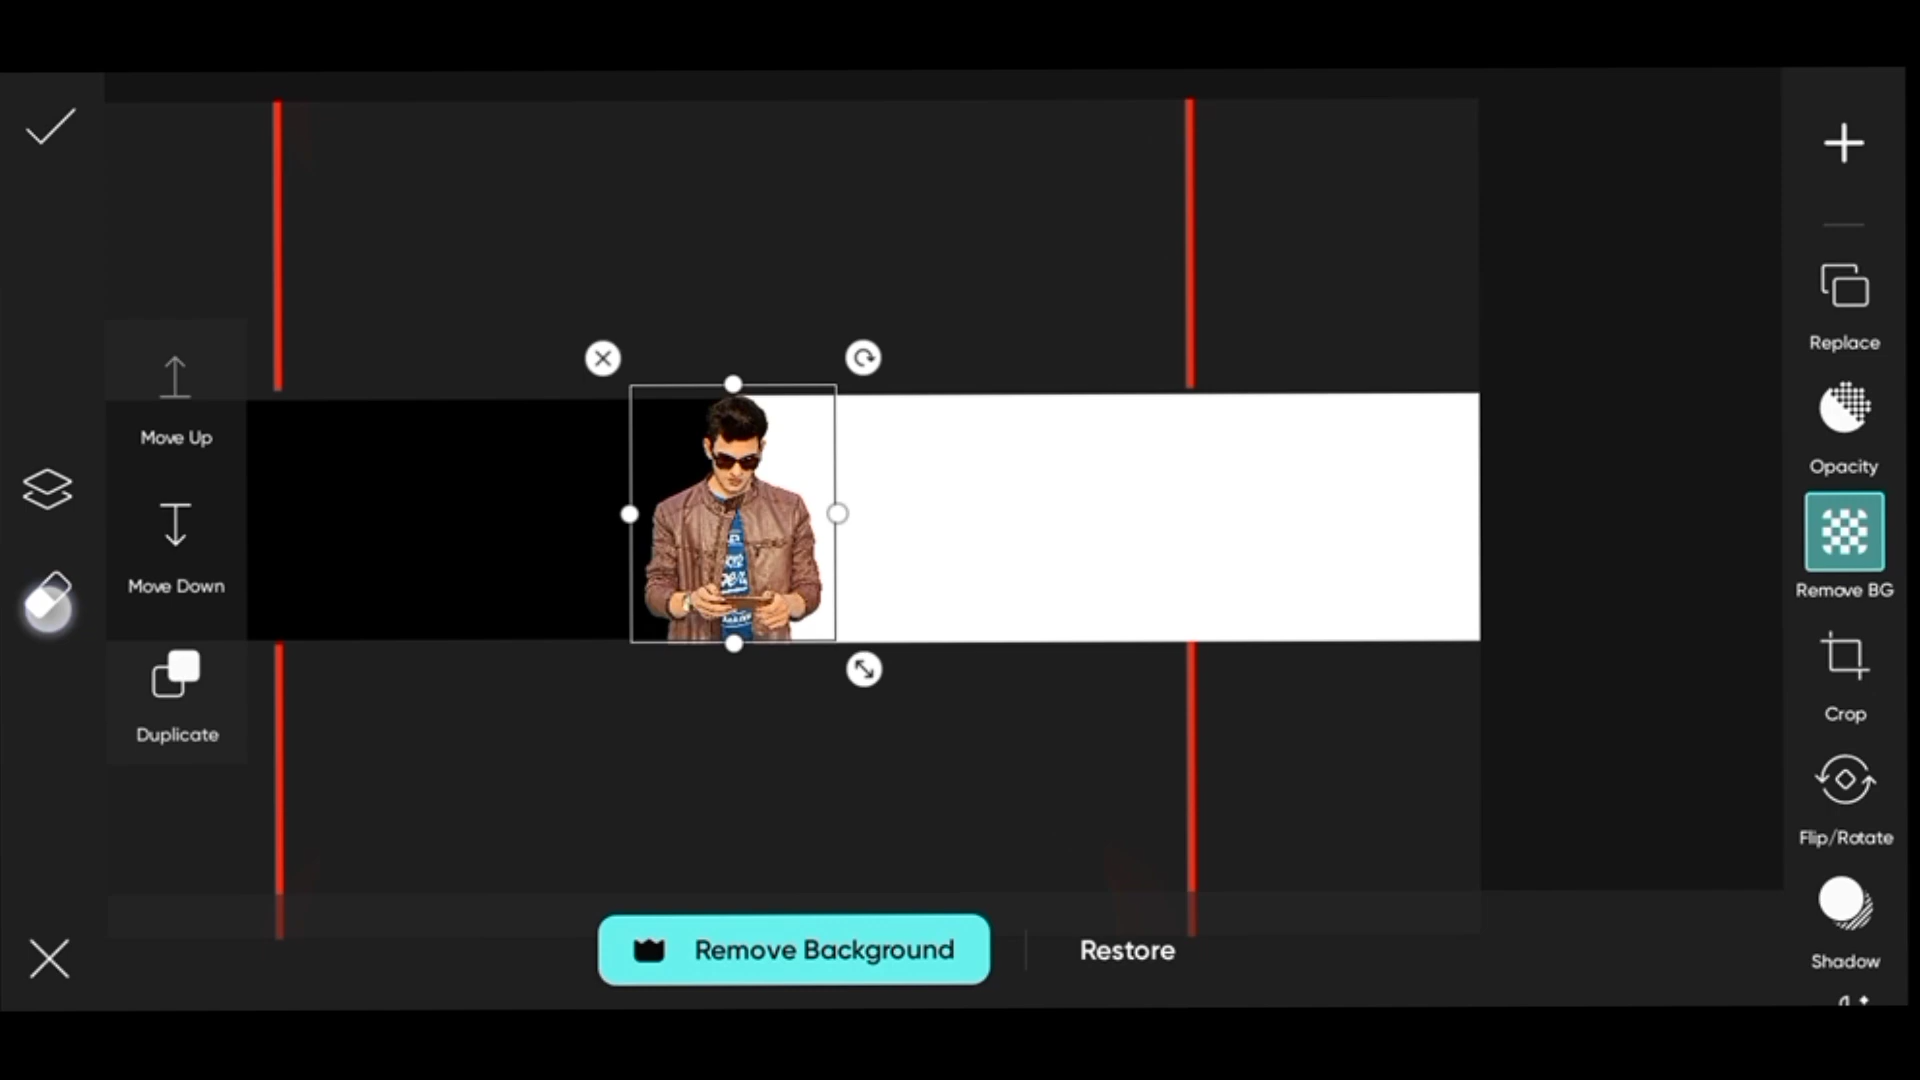 Move Up
Move Down
Duplicate
Replace
Opacity
Remove BG
Crop
Flip/Rotate
Shadow
Remove Background
Restore